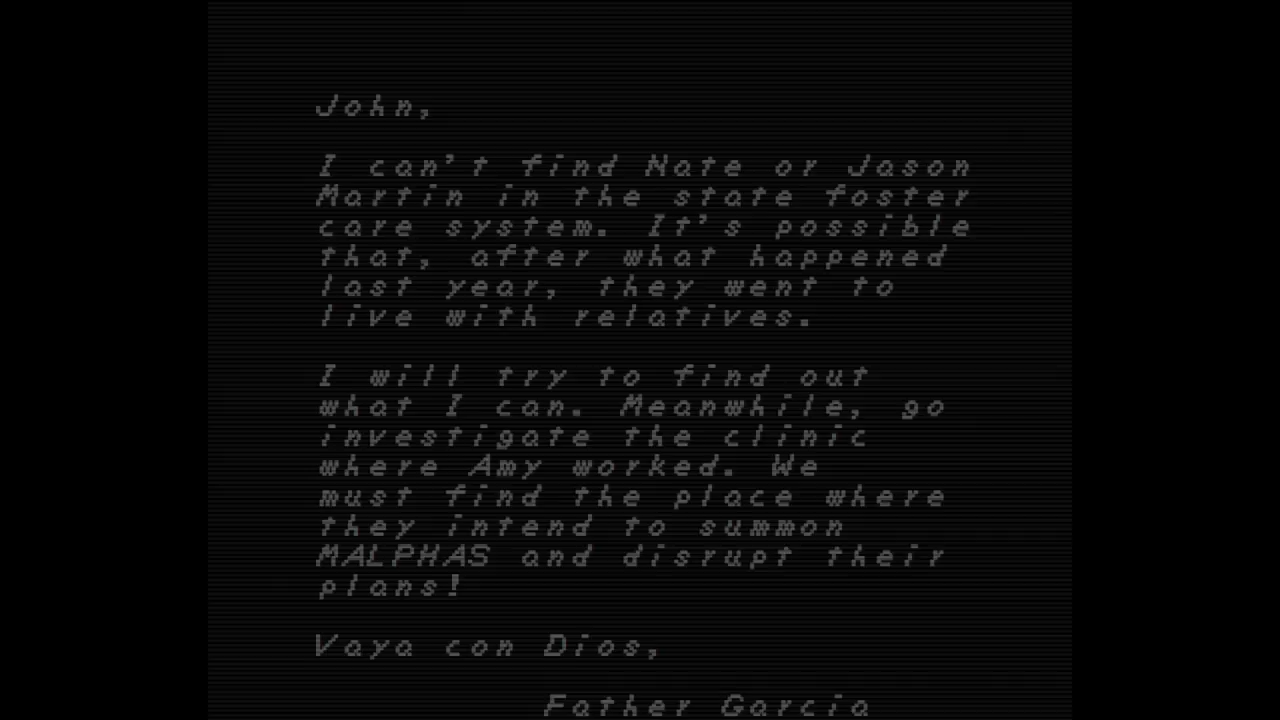 John,
I can't find Nate or Jason
Martin in the state foster
care system. It's possible
that, after what happened
last year, they went to
live with relatives.
I will try to find out
what I can. Meanwhile, go
investigate the clinic
where Amy worked. We
must find the place where
they intend to summon
MALPHAS and disrupt their
plans!
Vaya con Dios,
Father Garcia